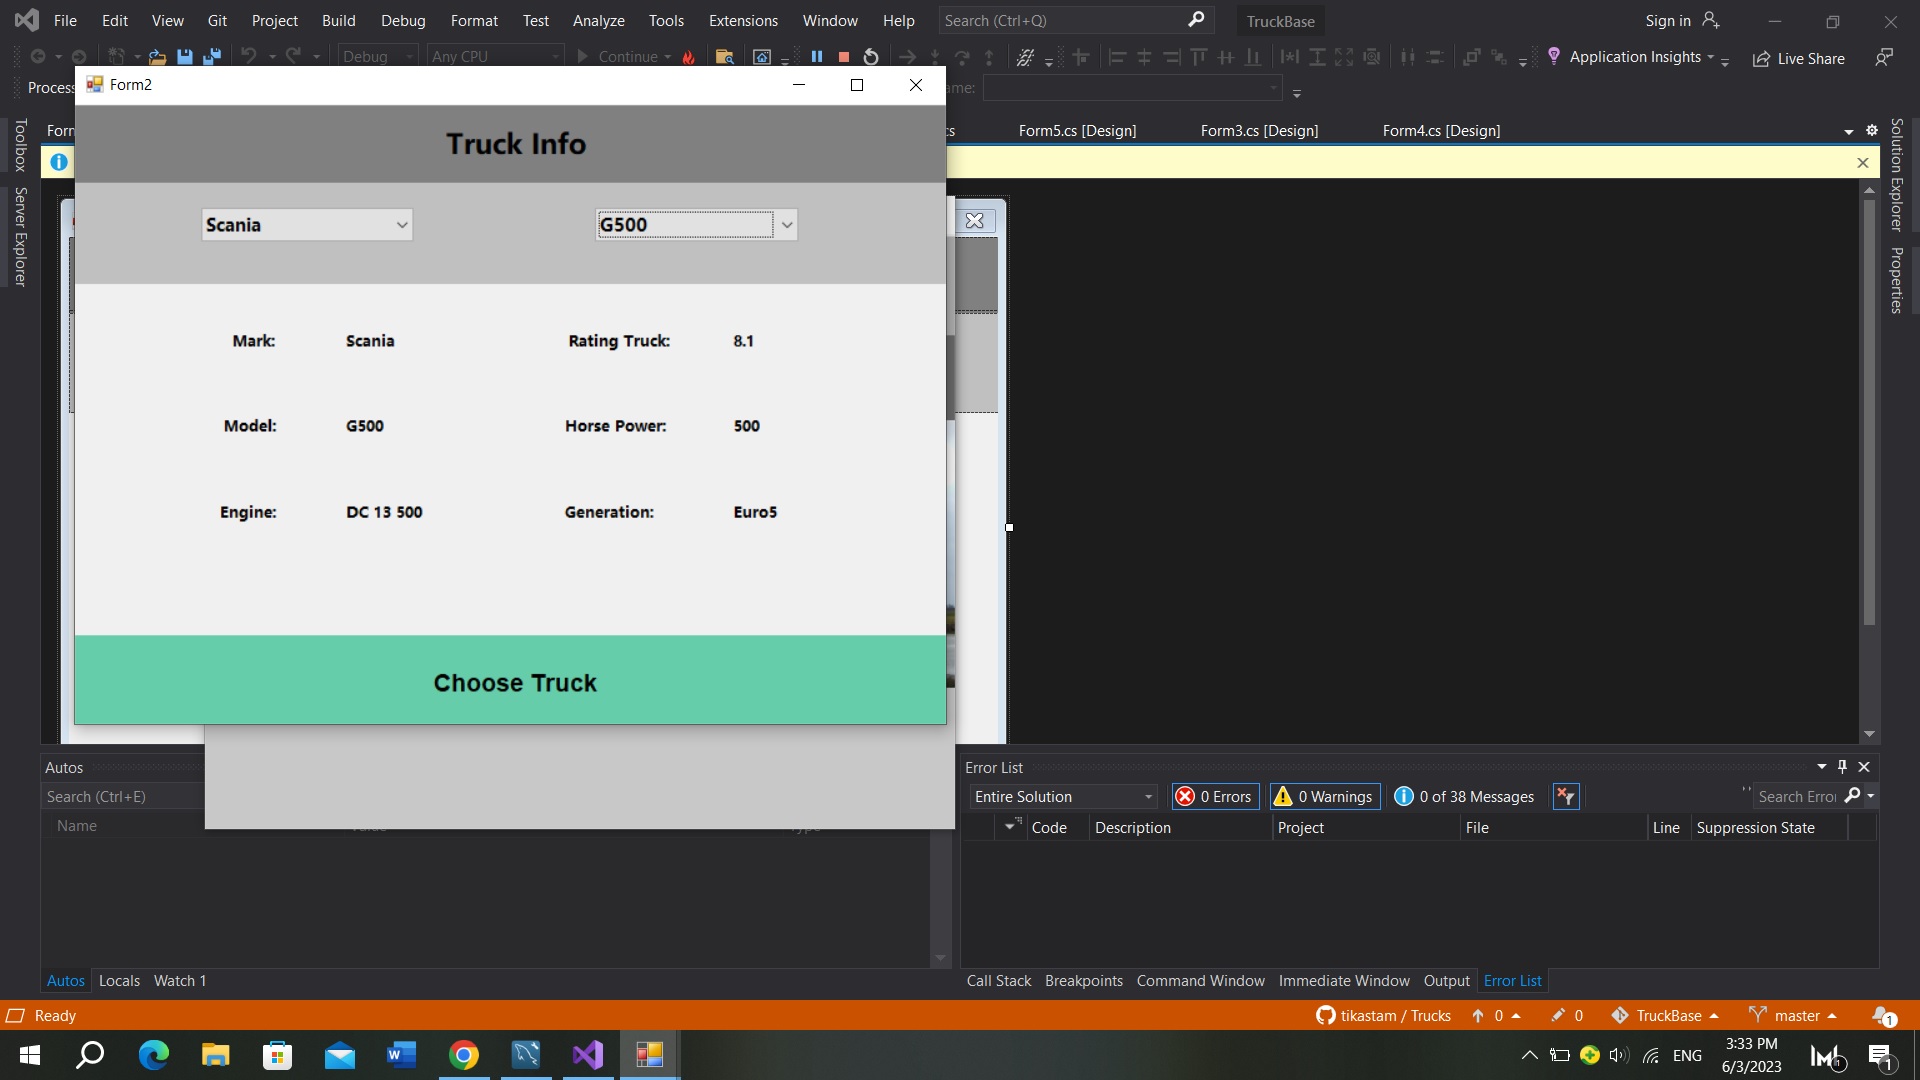 File Edit View Git Project Build Debug Format Test Analyze Tools Extensions Window Help Search (Ctrl+Q) TruckBase Sign in
Debug Any CPU Continue Application Insights Live Share
Process
Form2
Toolbox
Server Explorer
Form5.cs [Design] Form3.cs [Design] Form4.cs [Design]
Solution Explorer
Properties
Truck Info
Scania G500
Mark: Scania Rating Truck: 8.1
Model: G500 Horse Power: 500
Engine: DC 13 500 Generation: Euro5
Choose Truck
Autos
Search (Ctrl+E)
Name
Error List
Entire Solution 0 Errors 0 Warnings 0 of 38 Messages Search Erro
Code Description Project File Line Suppression State
Autos Locals Watch 1
Call Stack Breakpoints Command Window Immediate Window Output Error List
Ready tikastam / Trucks 0 0 TruckBase master 1
ENG 3:33 PM
6/3/2023
1